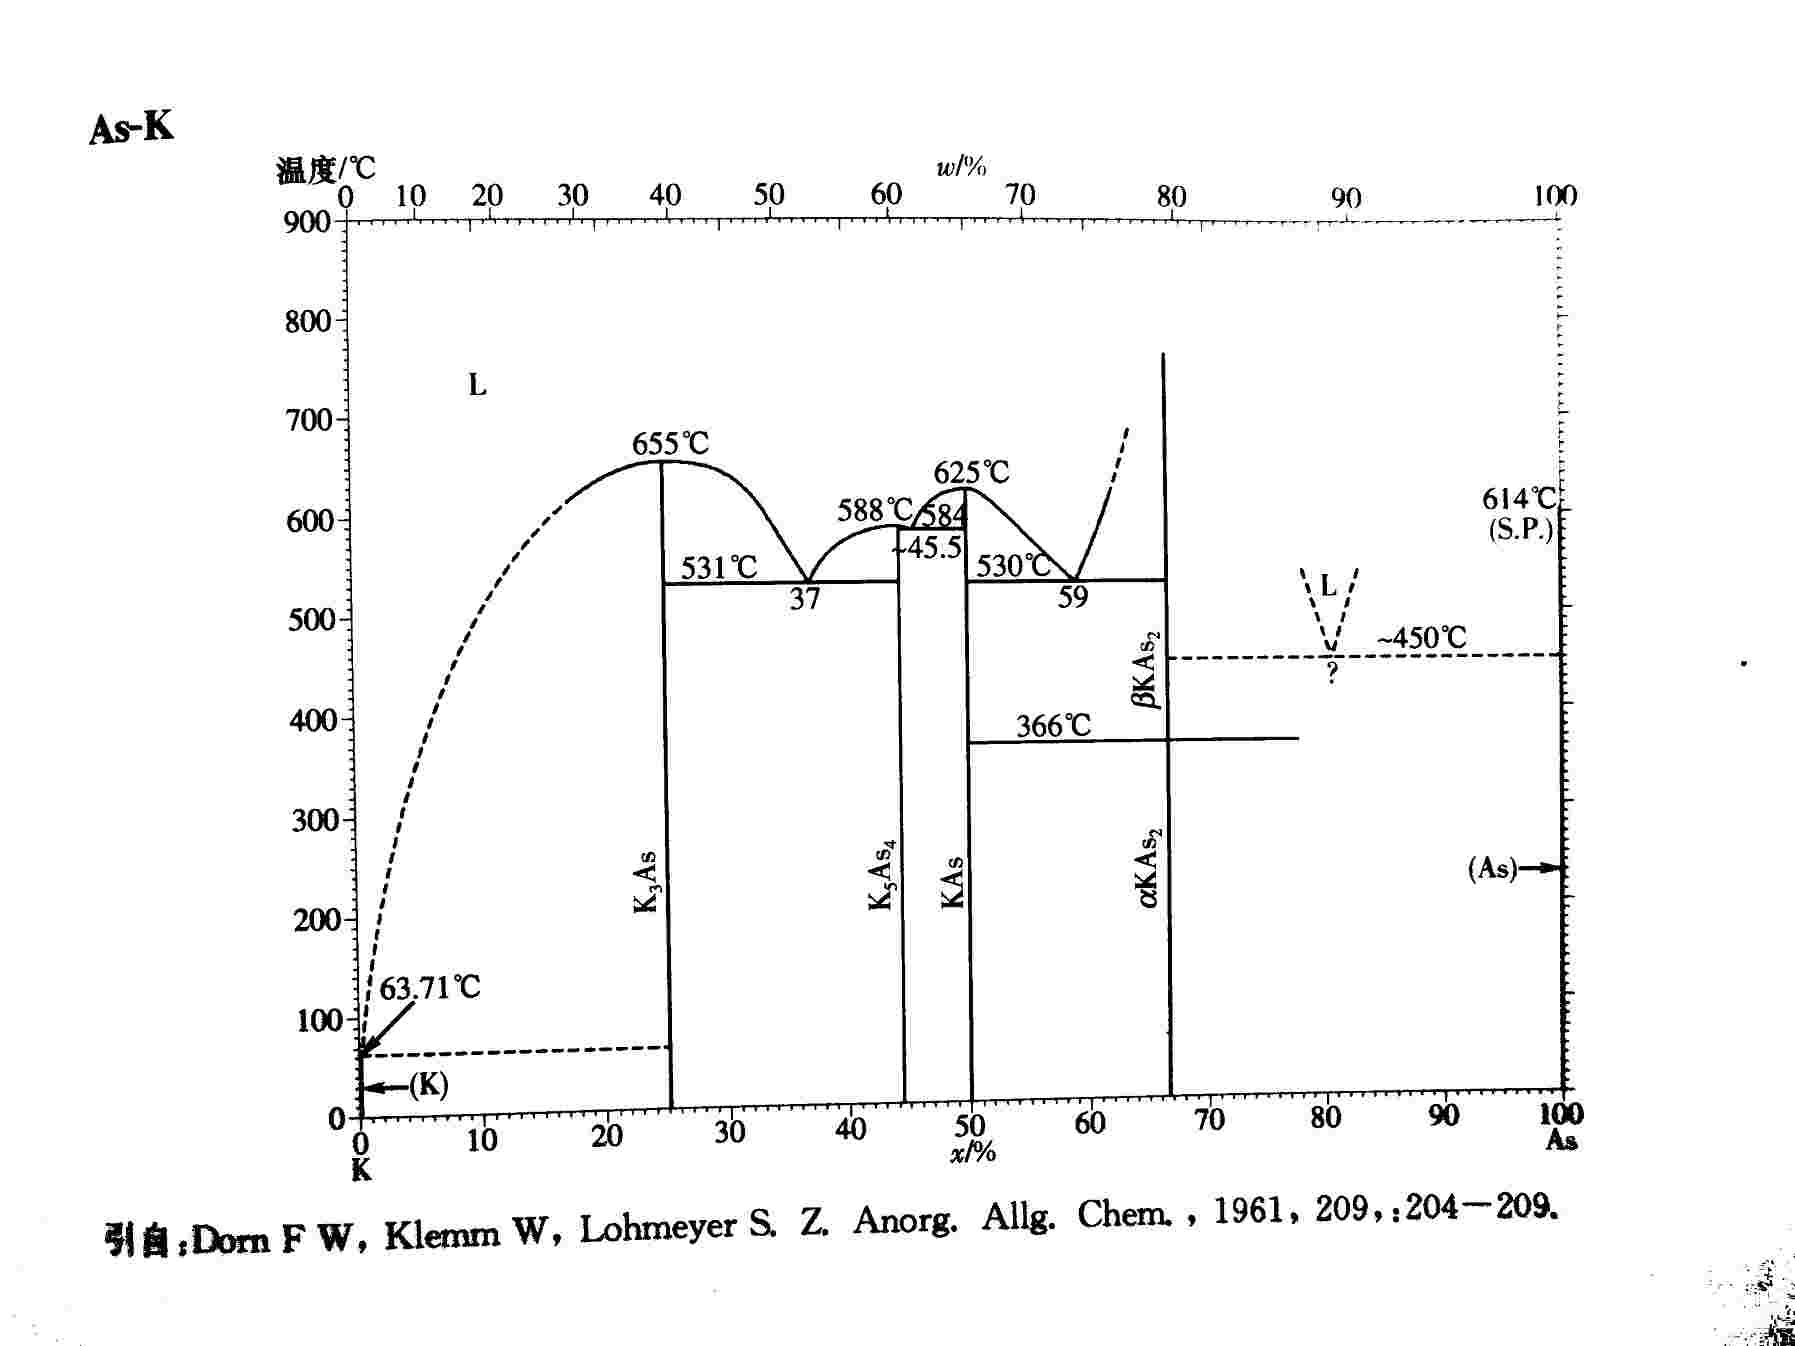 As-K
温度/℃
w/%
0 10 20 30 40 50 60 70 80 90 100
900
800
700
600
500
400
300
200
100
0
L
655℃
625℃
588℃
584
~45.5
531℃
37
530℃
59
614℃
(S.P.)
L
~450℃
?
366℃
βKAs₂
αKAs₂
K₃As
K₅As₄
KAs
(As)
63.71℃
(K)
0 10 20 30 40 50 60 70 80 90 100
K
x/%
As
引自:Dorn F W, Klemm W, Lohmeyer S. Z. Anorg. Allg. Chem., 1961, 209,:204—209.